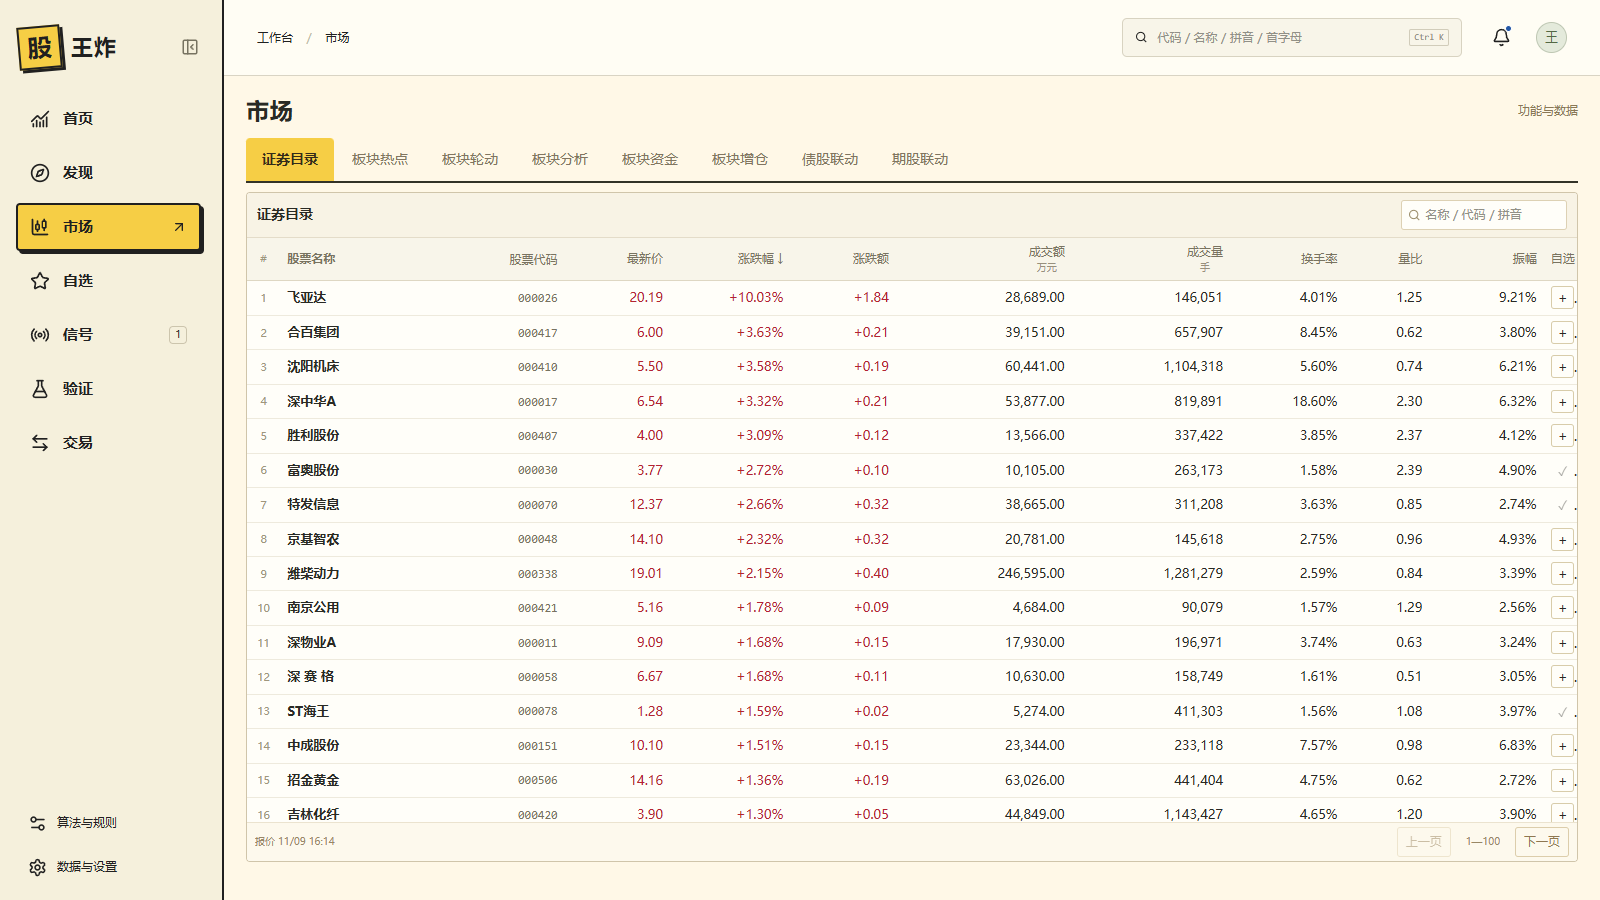 股 王炸
首页
发现
市场
自选
信号 1
验证
交易
算法与规则
数据与设置
工作台 / 市场
代码 / 名称 / 拼音 / 首字母 Ctrl K
王
市场
功能与数据
证券目录 板块热点 板块轮动 板块分析 板块资金 板块增仓 债股联动 期股联动
证券目录
名称 / 代码 / 拼音
# 股票名称 股票代码 最新价 涨跌幅↓ 涨跌额 成交额 万元 成交量 手 换手率 量比 振幅 自选
1 飞亚达 000026 20.19 +10.03% +1.84 28,689.00 146,051 4.01% 1.25 9.21% +
2 合百集团 000417 6.00 +3.63% +0.21 39,151.00 657,907 8.45% 0.62 3.80% +
3 沈阳机床 000410 5.50 +3.58% +0.19 60,441.00 1,104,318 5.60% 0.74 6.21% +
4 深中华A 000017 6.54 +3.32% +0.21 53,877.00 819,891 18.60% 2.30 6.32% +
5 胜利股份 000407 4.00 +3.09% +0.12 13,566.00 337,422 3.85% 2.37 4.12% +
6 富奥股份 000030 3.77 +2.72% +0.10 10,105.00 263,173 1.58% 2.39 4.90% ✓
7 特发信息 000070 12.37 +2.66% +0.32 38,665.00 311,208 3.63% 0.85 2.74% ✓
8 京基智农 000048 14.10 +2.32% +0.32 20,781.00 145,618 2.75% 0.96 4.93% +
9 潍柴动力 000338 19.01 +2.15% +0.40 246,595.00 1,281,279 2.59% 0.84 3.39% +
10 南京公用 000421 5.16 +1.78% +0.09 4,684.00 90,079 1.57% 1.29 2.56% +
11 深物业A 000011 9.09 +1.68% +0.15 17,930.00 196,971 3.74% 0.63 3.24% +
12 深 赛 格 000058 6.67 +1.68% +0.11 10,630.00 158,749 1.61% 0.51 3.05% +
13 ST海王 000078 1.28 +1.59% +0.02 5,274.00 411,303 1.56% 1.08 3.97% ✓
14 中成股份 000151 10.10 +1.51% +0.15 23,344.00 233,118 7.57% 0.98 6.83% +
15 招金黄金 000506 14.16 +1.36% +0.19 63,026.00 441,404 4.75% 0.62 2.72% +
16 吉林化纤 000420 3.90 +1.30% +0.05 44,849.00 1,143,427 4.65% 1.20 3.90% +
报价 11/09 16:14
上一页 1—100 下一页